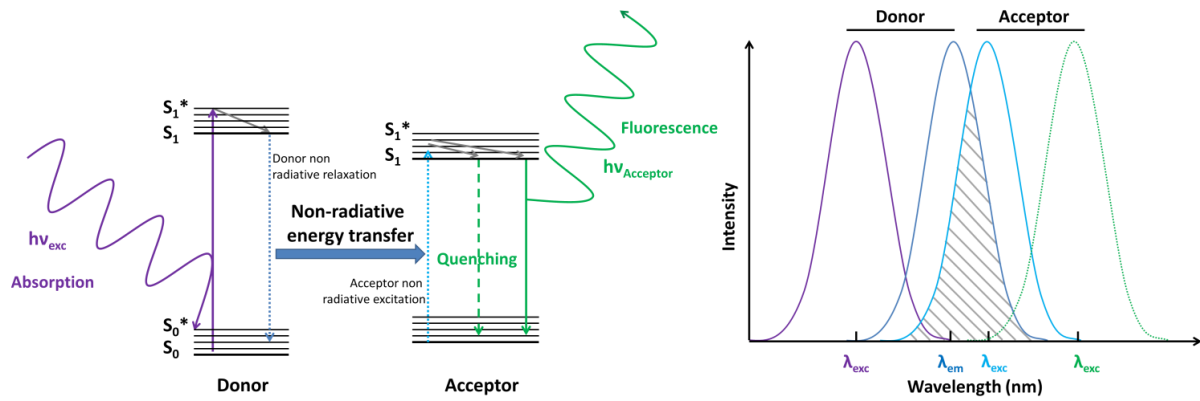 S1*
S1
hνexc
Absorption
S0*
S0
Donor
Donor non
radiative relaxation
Non-radiative
energy transfer
S1*
S1
Quenching
Acceptor non
radiative excitation
Acceptor
Fluorescence
hνAcceptor
Donor
Acceptor
Intensity
λexc
λem
λexc
λexc
Wavelength (nm)